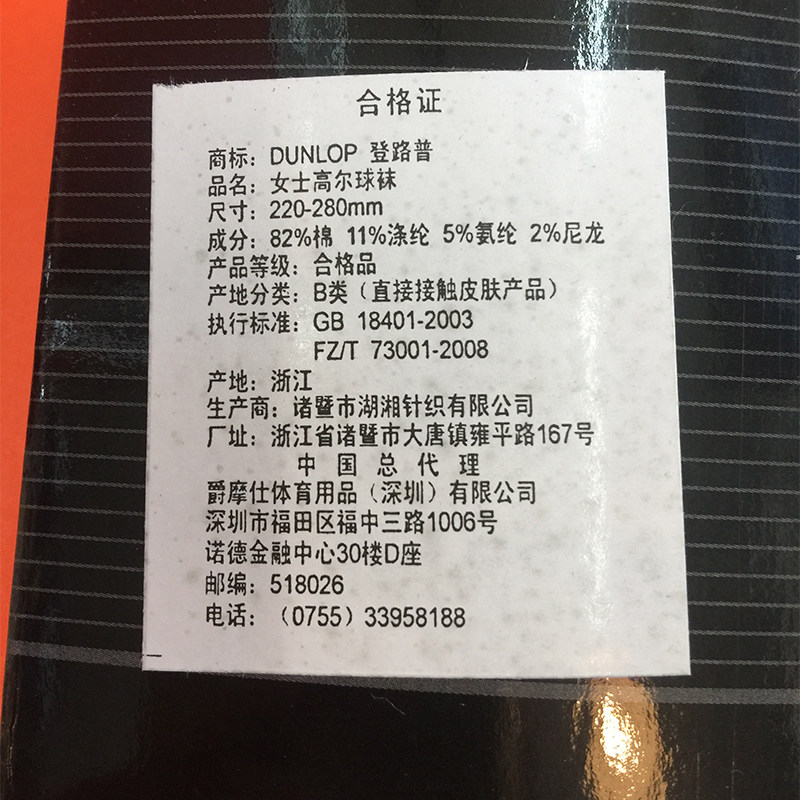 合格证
商标：DUNLOP 登路普
品名：女士高尔球袜
尺寸：220-280mm
成分：82%棉 11%涤纶 5%氨纶 2%尼龙
产品等级：合格品
产地分类：B类（直接接触皮肤产品）
执行标准：GB 18401-2003
FZ/T 73001-2008
产地：浙江
生产商：诸暨市湖湘针织有限公司
厂址：浙江省诸暨市大唐镇雍平路167号
中国总代理
爵摩仕体育用品（深圳）有限公司
深圳市福田区福中三路1006号
诺德金融中心30楼D座
邮编：518026
电话：（0755）33958188